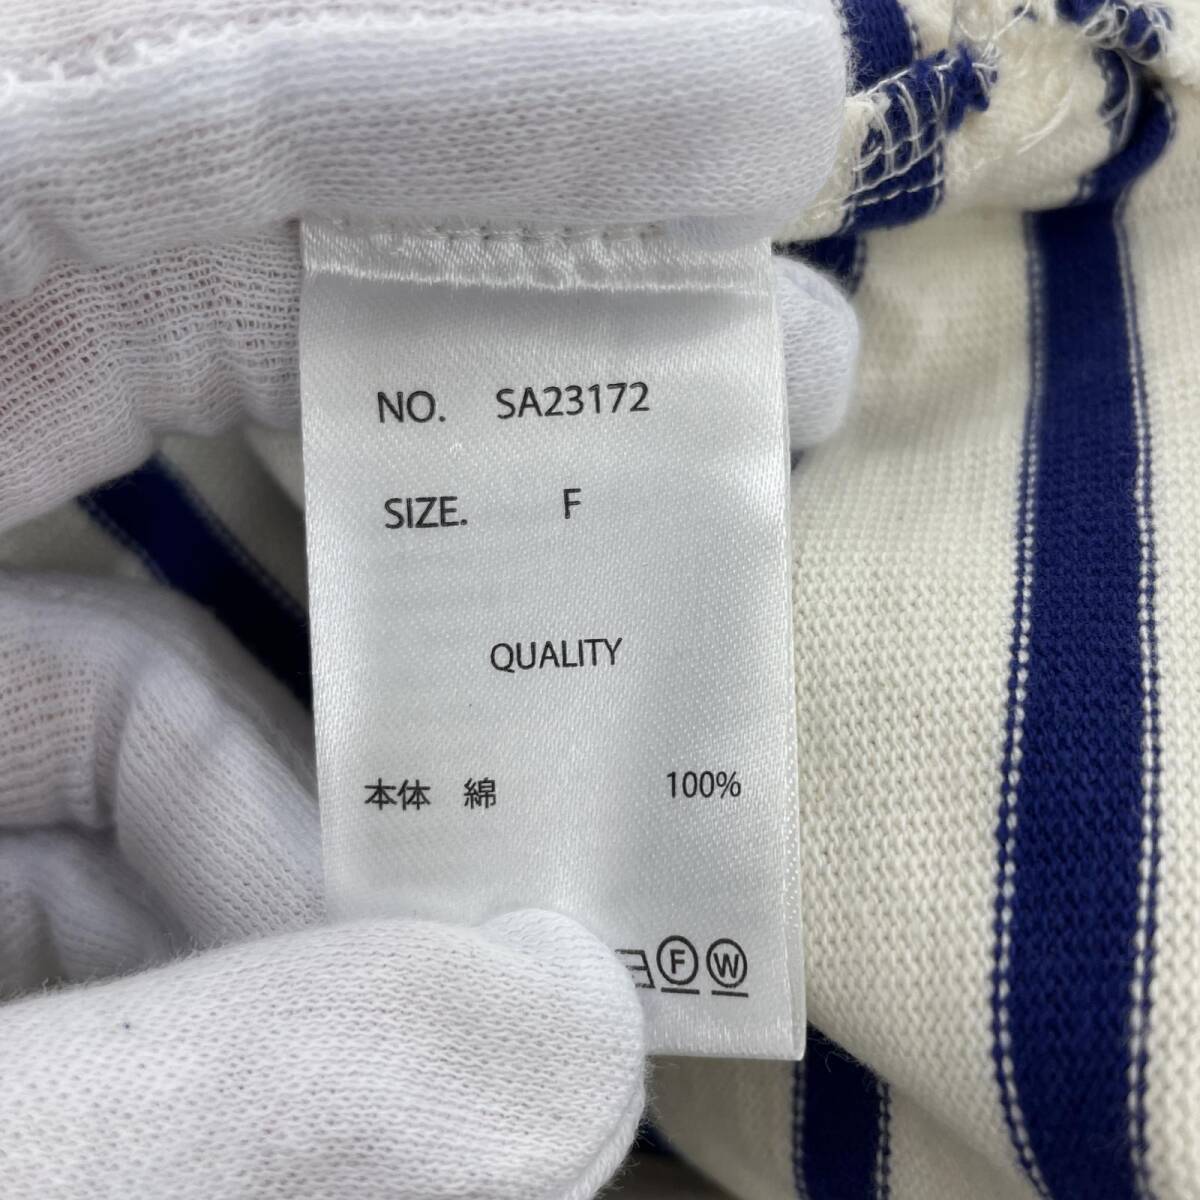 NO. SA23172
SIZE. F
QUALITY
本体 綿 100%
F W